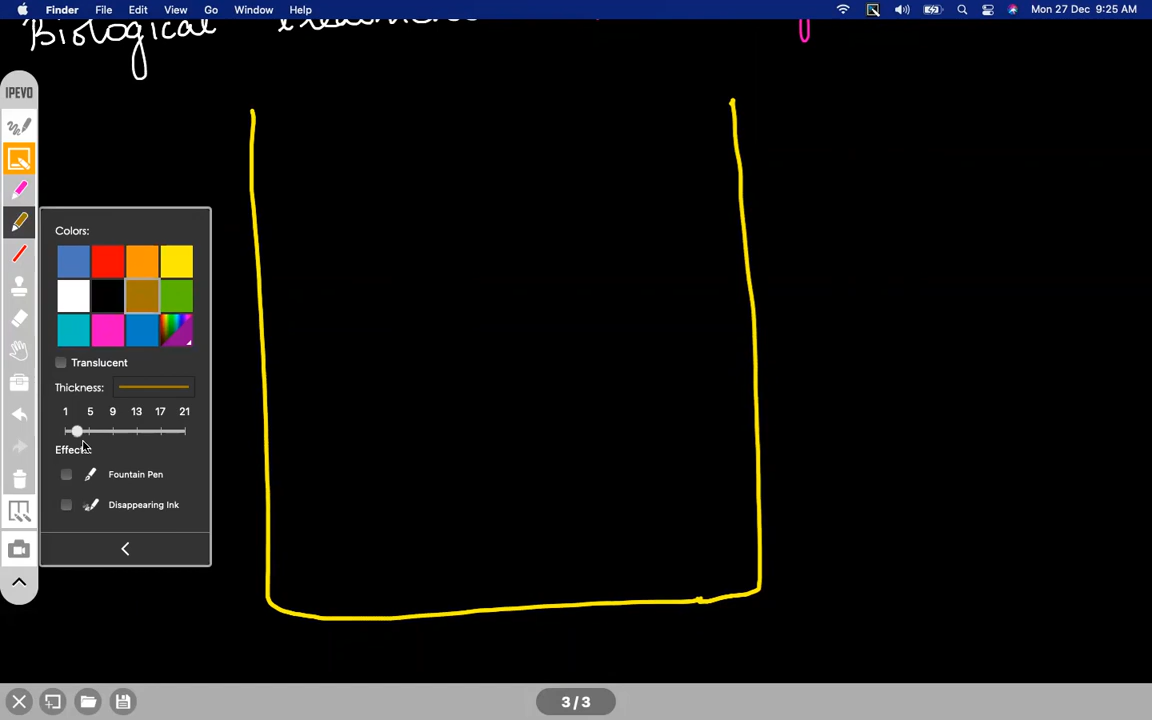 Finder File Edit View Go Window Help Mon 27 Dec 9:25 AM
Biological Treatment
IPEVO
Colors:
Translucent
Thickness:
1 5 9 13 17 21
Effects:
Fountain Pen
Disappearing Ink
3/3